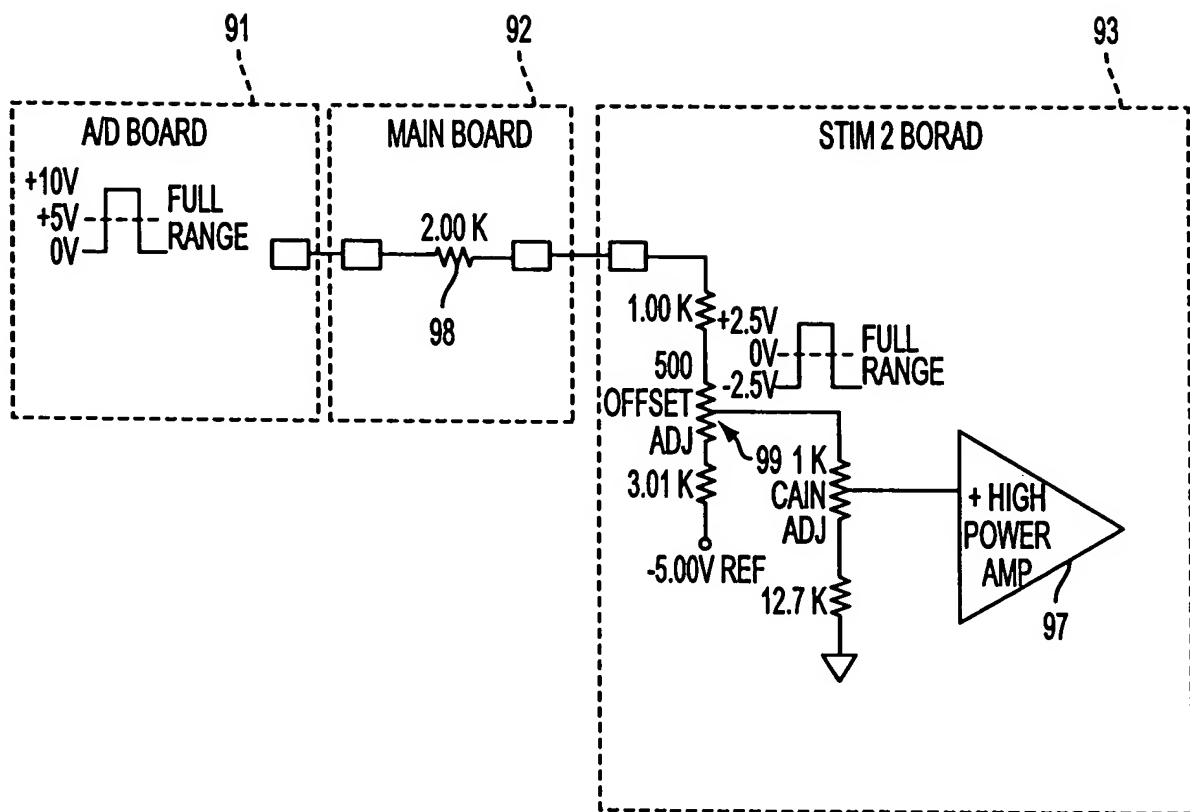 91
92
93
A/D BOARD
MAIN BOARD
STIM 2 BORAD
+10V
+5V
0V
FULL
RANGE
2.00 K
98
1.00 K
+2.5V
0V
-2.5V
FULL
RANGE
500
OFFSET
ADJ
99
1 K
CAIN
ADJ
3.01 K
-5.00V REF
12.7 K
+ HIGH
POWER
AMP
97